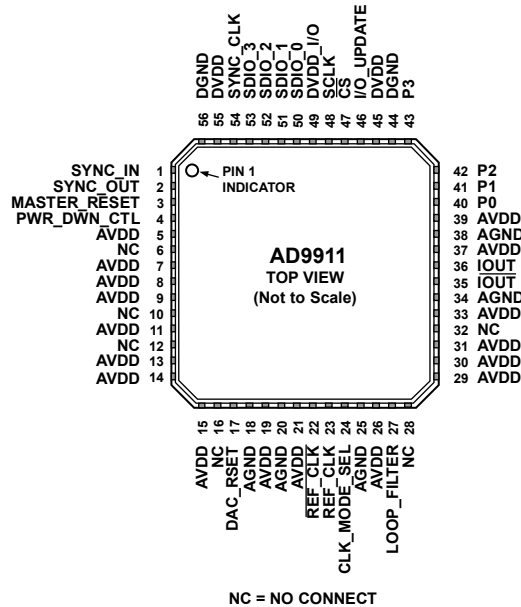 DGND
DVDD
SYNC_CLK
SDIO_3
SDIO_2
SDIO_1
SDIO_0
DVDD_I/O
SCLK
CS
I/O_UPDATE
DVDD
DGND
P3
56 55 54 53 52 51 50 49 48 47 46 45 44 43
SYNC_IN 1
SYNC_OUT 2
MASTER_RESET 3
PWR_DWN_CTL 4
AVDD 5
NC 6
AVDD 7
AVDD 8
AVDD 9
NC 10
AVDD 11
NC 12
AVDD 13
AVDD 14
PIN 1
INDICATOR
AD9911
TOP VIEW
(Not to Scale)
42 P2
41 P1
40 P0
39 AVDD
38 AGND
37 AVDD
36 IOUT
35 IOUT
34 AGND
33 AVDD
32 NC
31 AVDD
30 AVDD
29 AVDD
15 16 17 18 19 20 21 22 23 24 25 26 27 28
AVDD
NC
DAC_RSET
AGND
AVDD
AGND
AVDD
REF_CLK
REF_CLK
CLK_MODE_SEL
AGND
AVDD
LOOP_FILTER
NC
NC = NO CONNECT